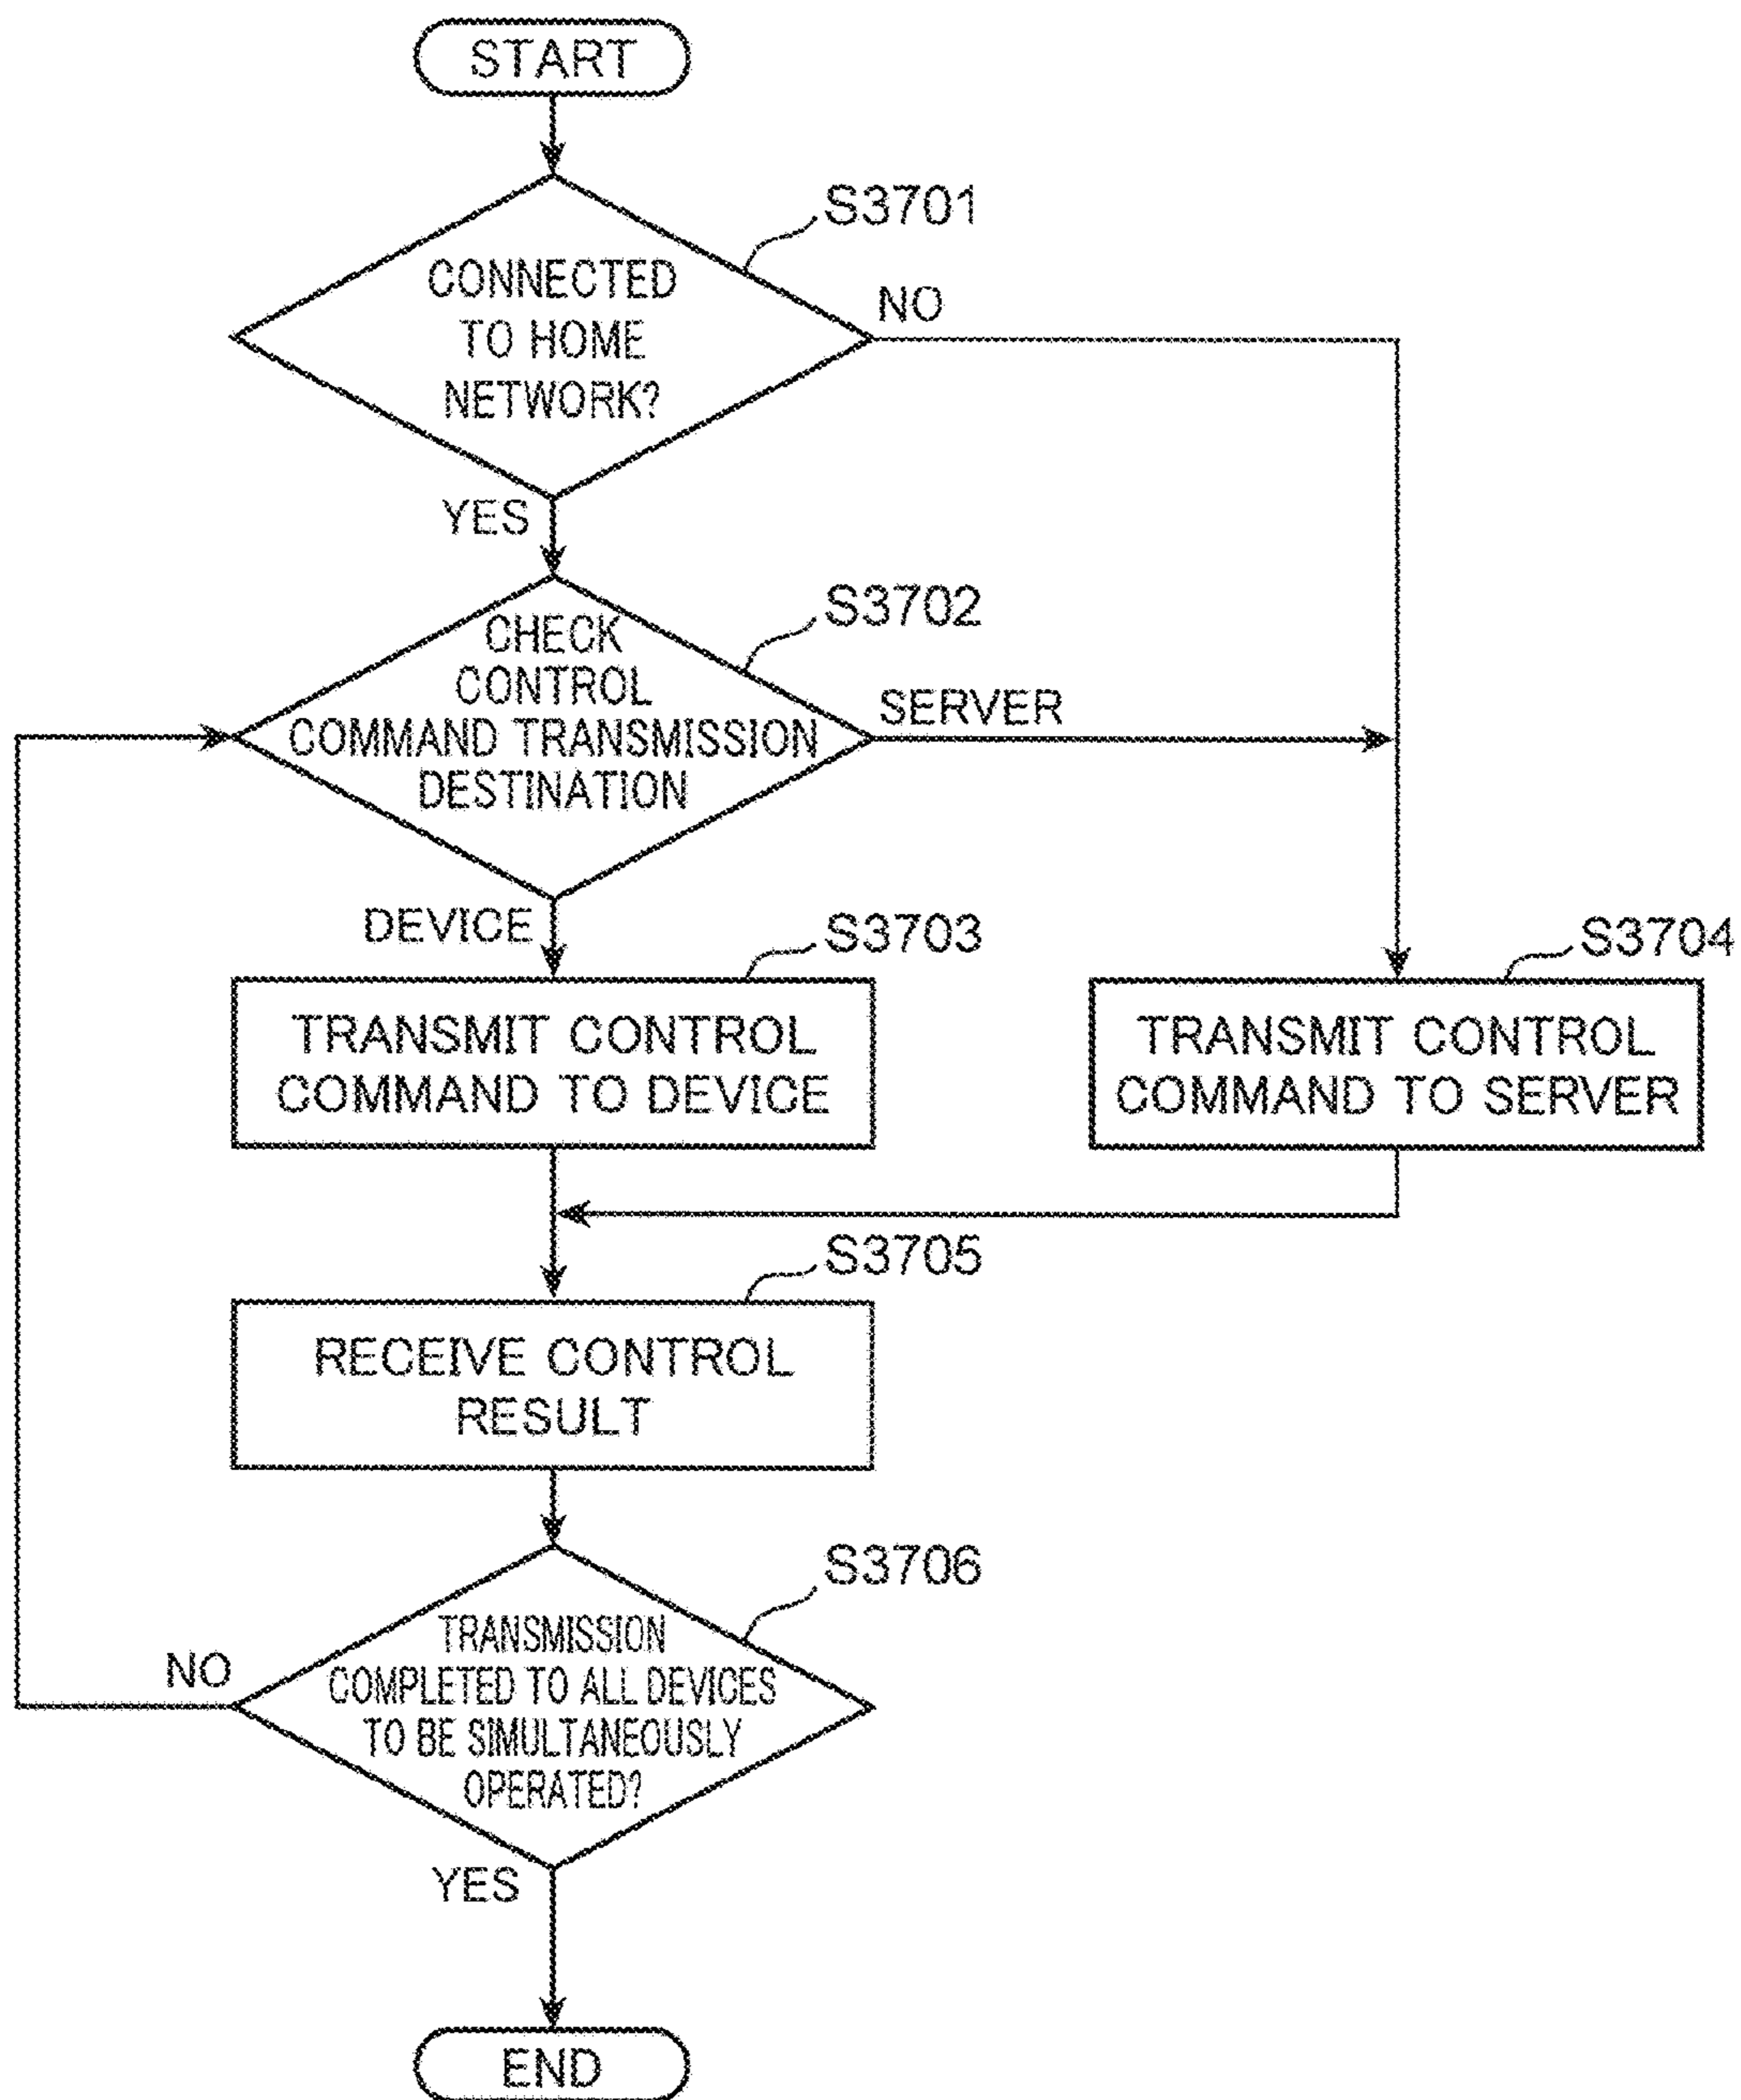 START
S3701
CONNECTED
TO HOME
NETWORK?
NO
YES
S3702
CHECK
CONTROL
COMMAND TRANSMISSION
DESTINATION
SERVER
DEVICE
S3703
TRANSMIT CONTROL
COMMAND TO DEVICE
S3704
TRANSMIT CONTROL
COMMAND TO SERVER
S3705
RECEIVE CONTROL
RESULT
S3706
TRANSMISSION
COMPLETED TO ALL DEVICES
TO BE SIMULTANEOUSLY
OPERATED?
NO
YES
END